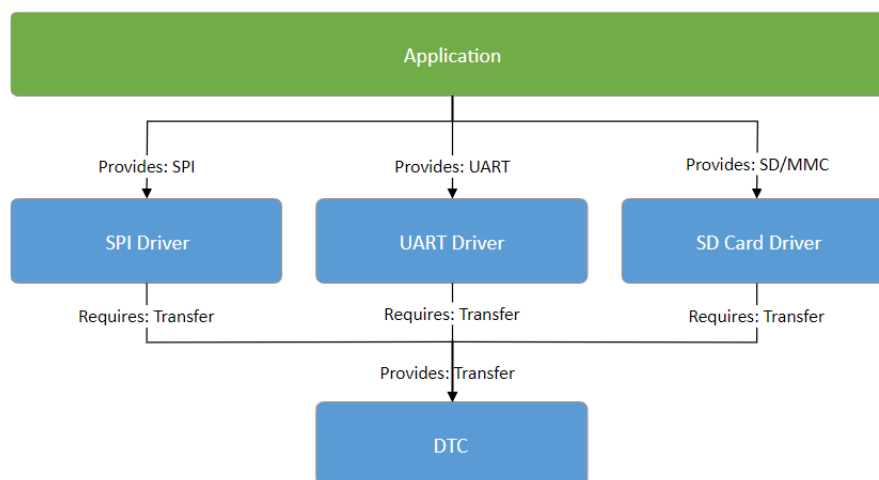 Application
Provides: SPI
Provides: UART
Provides: SD/MMC
SPI Driver
UART Driver
SD Card Driver
Requires: Transfer
Requires: Transfer
Requires: Transfer
Provides: Transfer
DTC